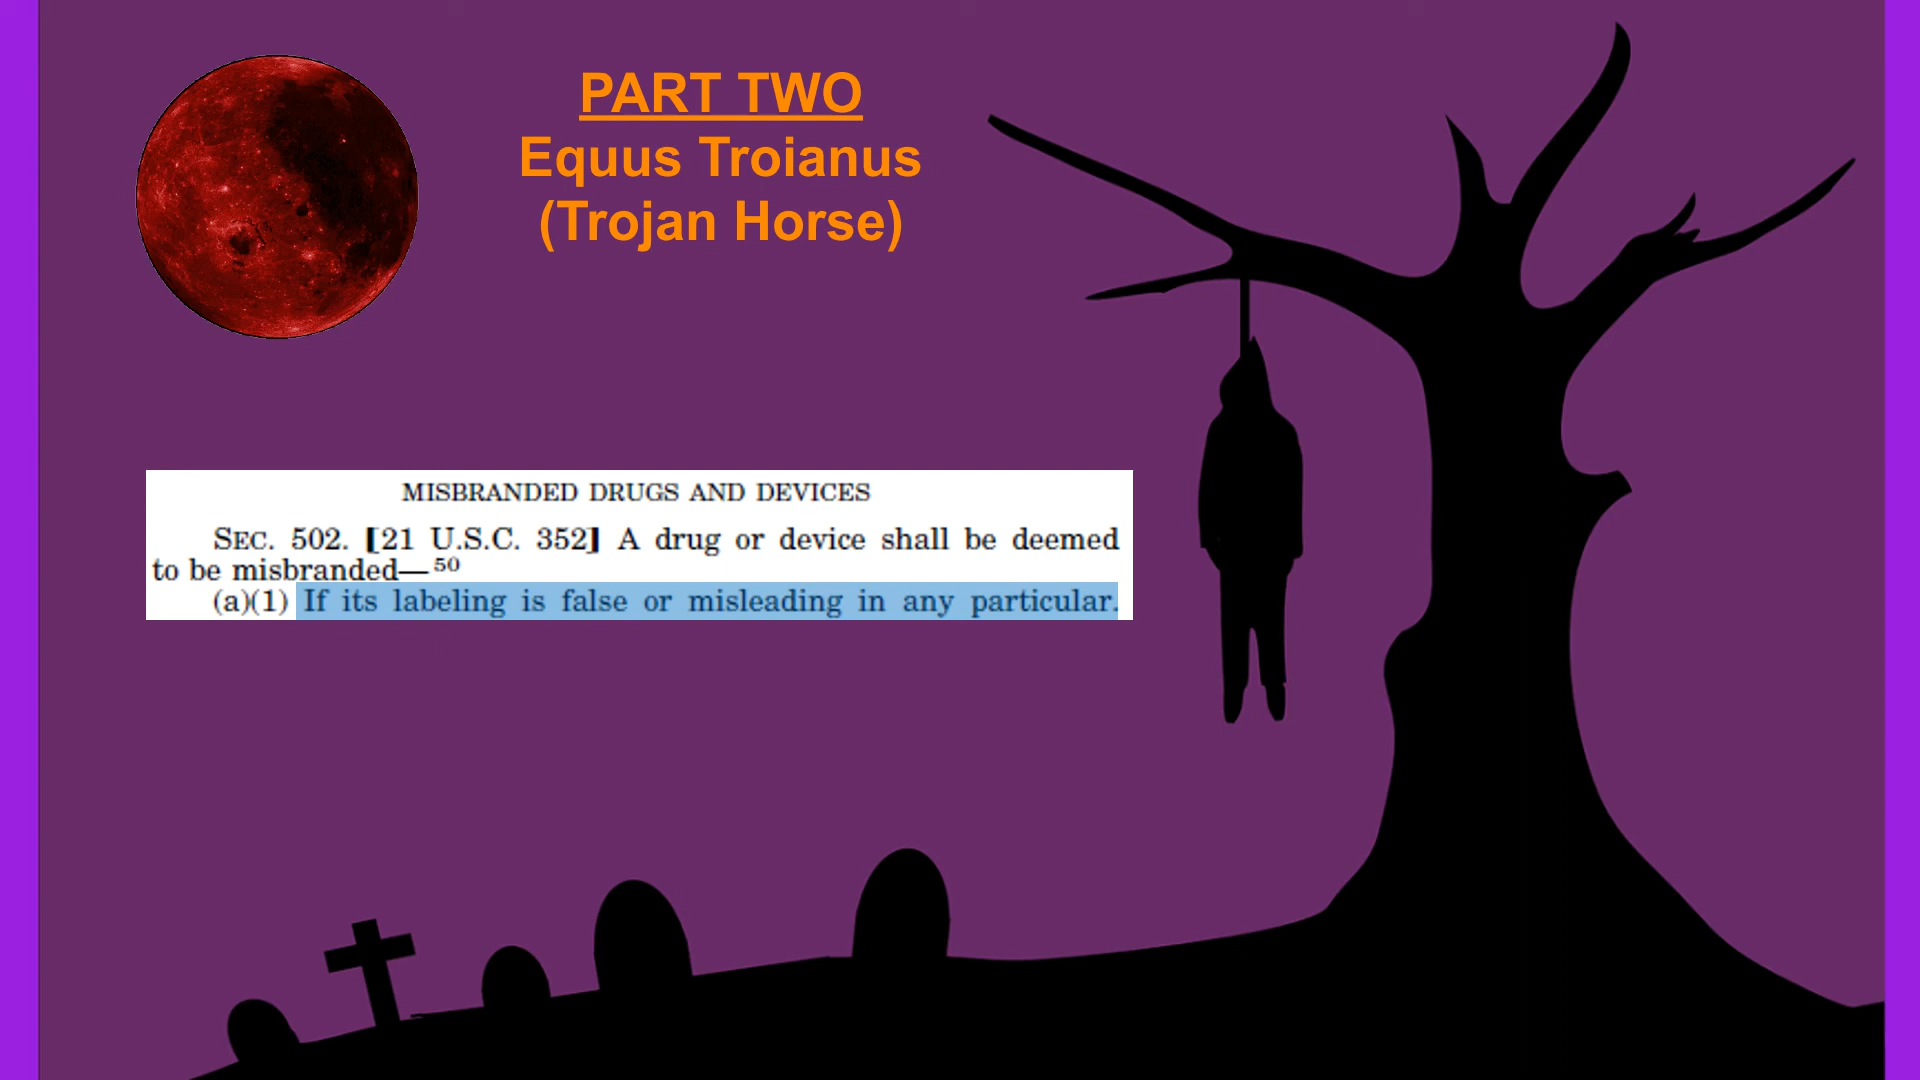 PART TWO
Equus Troianus
(Trojan Horse)
MISBRANDED DRUGS AND DEVICES
SEC. 502. [21 U.S.C. 352] A drug or device shall be deemed
to be misbranded—50
(a)(1) If its labeling is false or misleading in any particular.